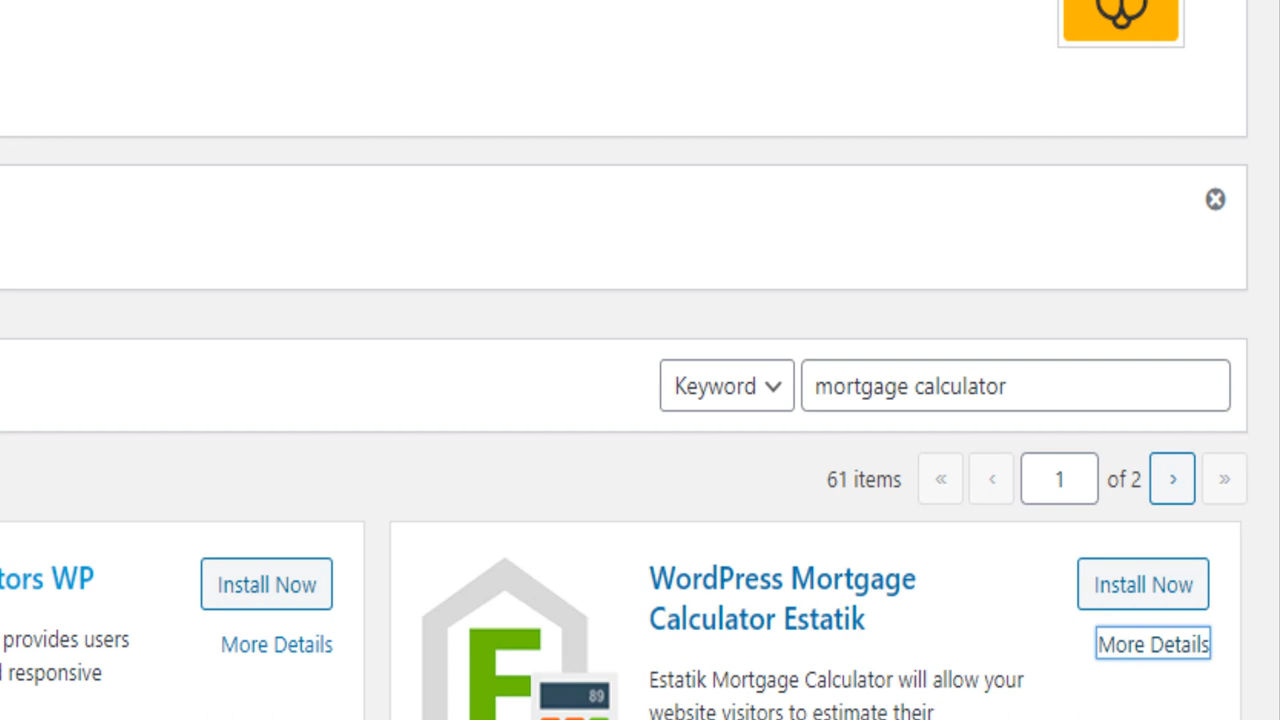 Keyword mortgage calculator
61 items « ‹ 1 of 2 › »
tors WP
Install Now
provides users
responsive
More Details
WordPress Mortgage
Calculator Estatik
Install Now
More Details
Estatik Mortgage Calculator will allow your
website visitors to estimate their
89